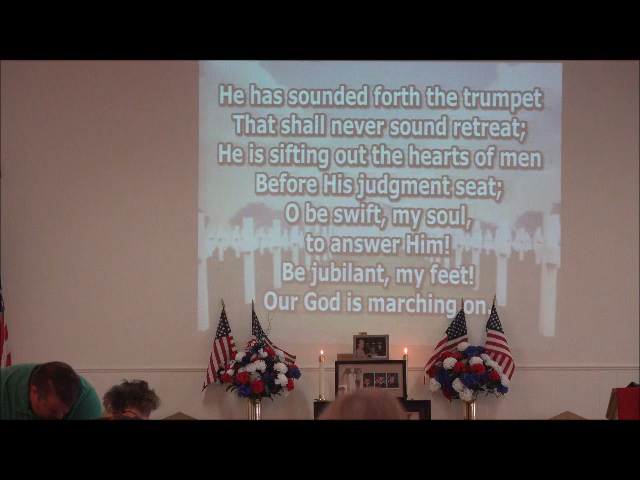 He has sounded forth the trumpet
That shall never sound retreat;
He is sifting out the hearts of men
Before His judgment seat;
O be swift, my soul,
to answer Him!
Be jubilant, my feet!
Our God is marching on.